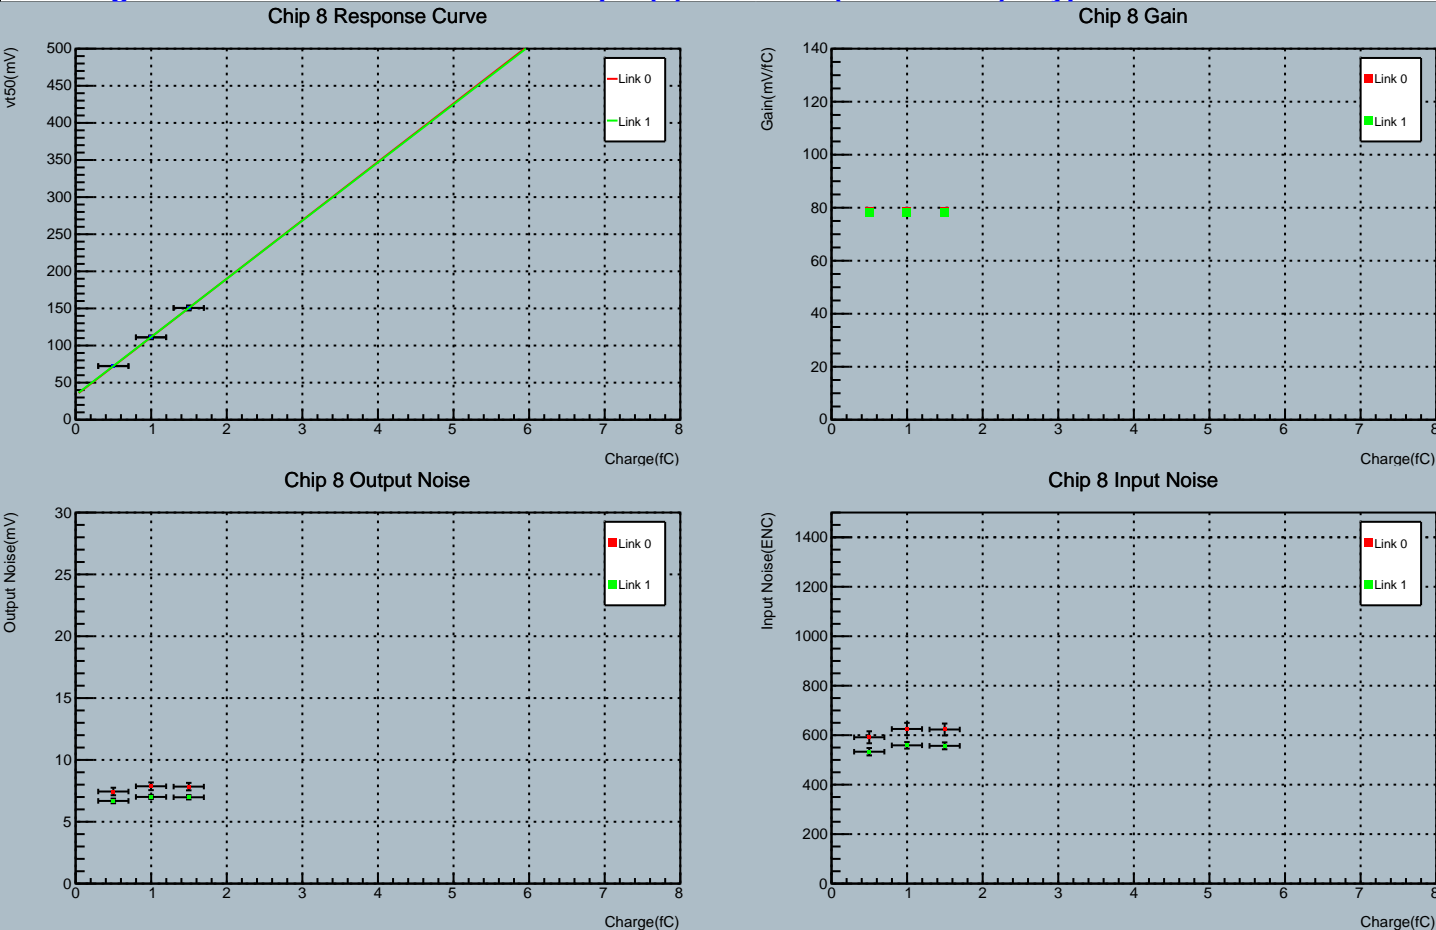 Chip 8 Response Curve
vt50(mV)
500
450
400
350
300
250
200
150
100
50
0
0 1 2 3 4 5 6 7 8
Charge(fC)
Link 0
Link 1
Chip 8 Gain
Gain(mV/fC)
140
120
100
80
60
40
20
0
0 1 2 3 4 5 6 7 8
Charge(fC)
Link 0
Link 1
Chip 8 Output Noise
Output Noise(mV)
30
25
20
15
10
5
0
0 1 2 3 4 5 6 7 8
Charge(fC)
Link 0
Link 1
Chip 8 Input Noise
Input Noise(ENC)
1400
1200
1000
800
600
400
200
0
0 1 2 3 4 5 6 7 8
Charge(fC)
Link 0
Link 1